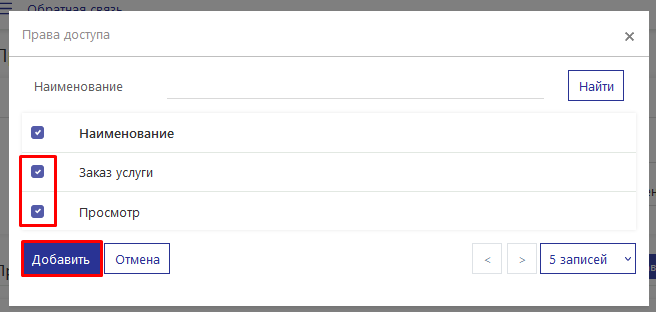 Обратная связь
Права доступа
×
Наименование
Найти
Наименование
Заказ услуги
Просмотр
Добавить Отмена < > 5 записей